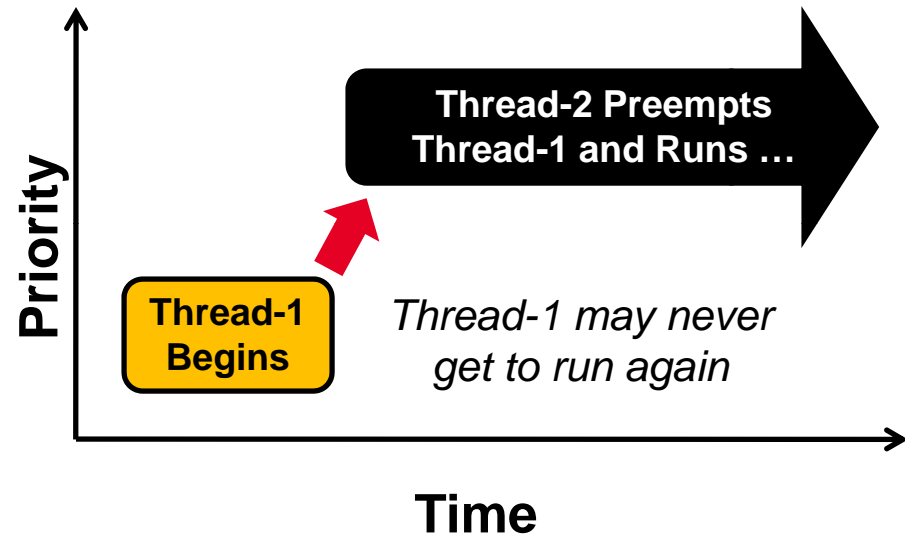 Priority
Thread-2 Preempts
Thread-1 and Runs …
Thread-1
Begins
Thread-1 may never
get to run again
Time